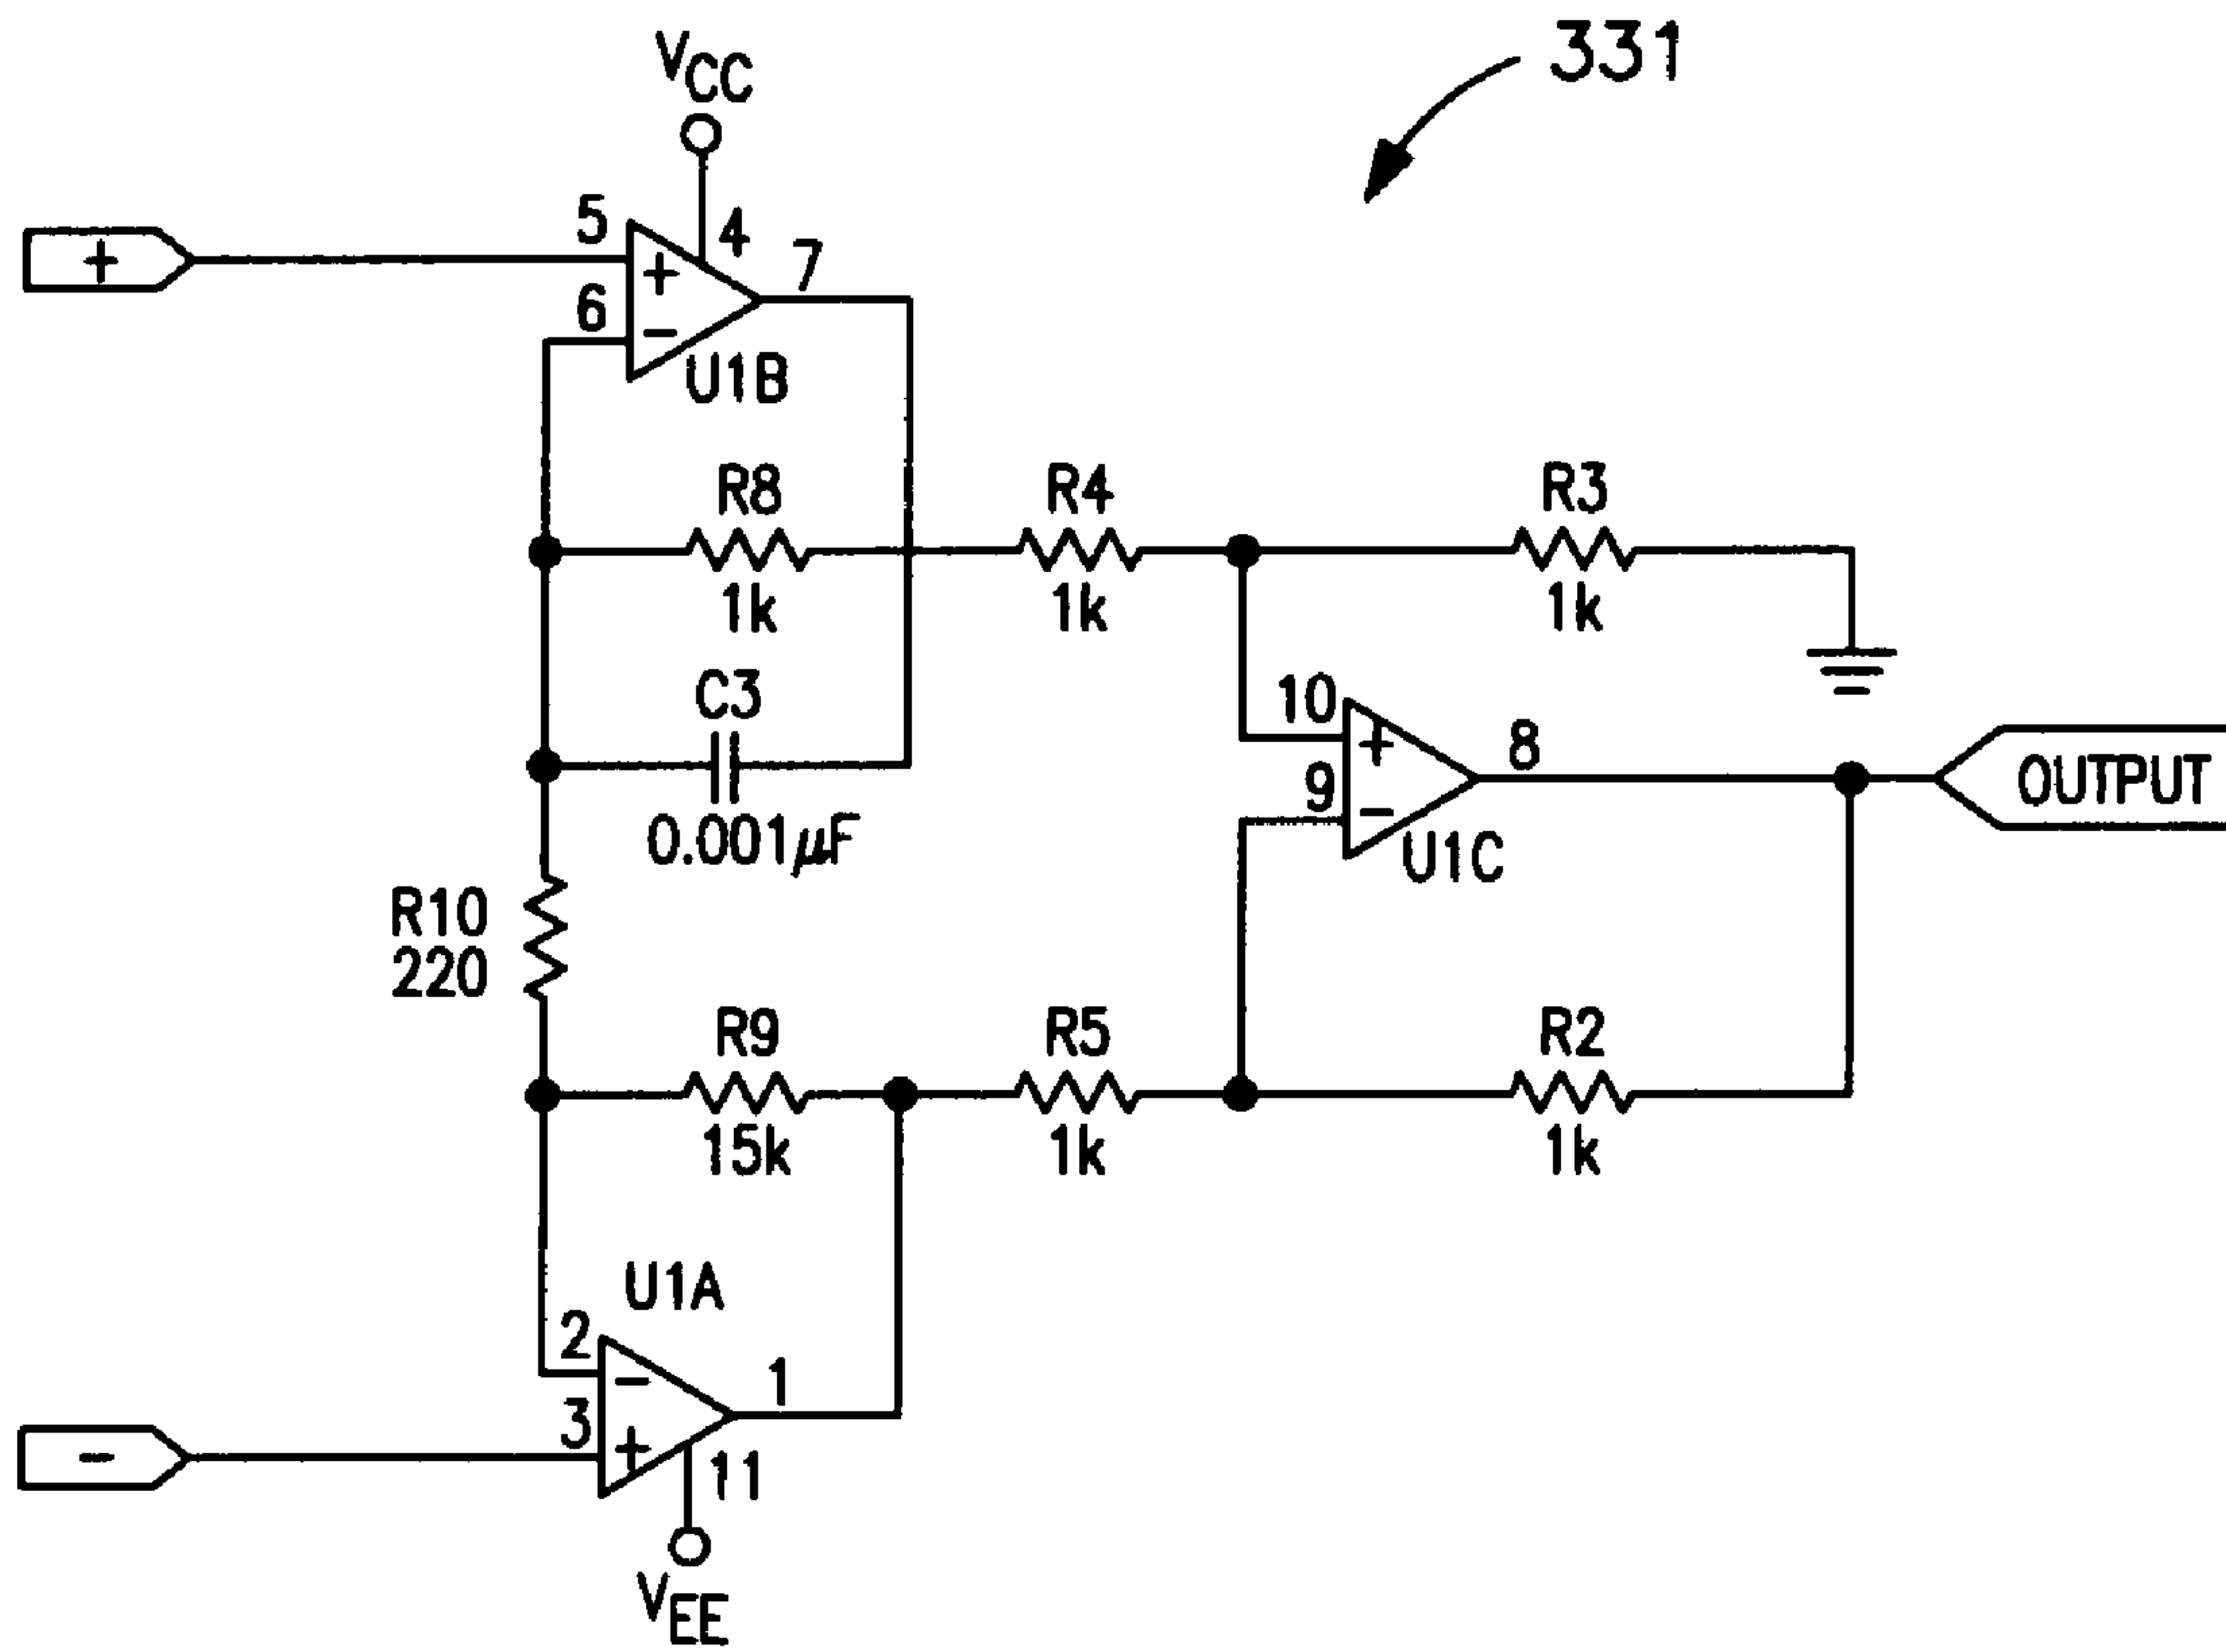 331
VCC
+
5
4
7
6
+
-
U1B
R8
1k
R4
1k
R3
1k
C3
0.001µF
10
9
+
-
8
U1C
OUTPUT
R10
220
R9
15k
R5
1k
R2
1k
U1A
2
3
-
+
1
11
-
VEE